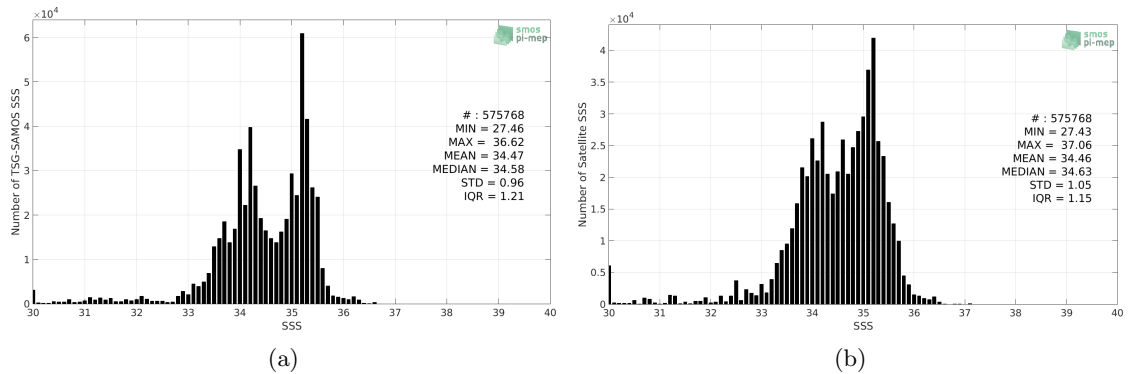 ×10⁴
smos
pi-mep
Number of TSG-SAMOS SSS
6
5
4
3
2
1
0
# : 575768
MIN = 27.46
MAX = 36.62
MEAN = 34.47
MEDIAN = 34.58
STD = 0.96
IQR = 1.21
30 31 32 33 34 35 36 37 38 39 40
SSS
(a)
×10⁴
smos
pi-mep
Number of Satellite SSS
4
3.5
3
2.5
2
1.5
1
0.5
0
# : 575768
MIN = 27.43
MAX = 37.06
MEAN = 34.46
MEDIAN = 34.63
STD = 1.05
IQR = 1.15
30 31 32 33 34 35 36 37 38 39 40
SSS
(b)